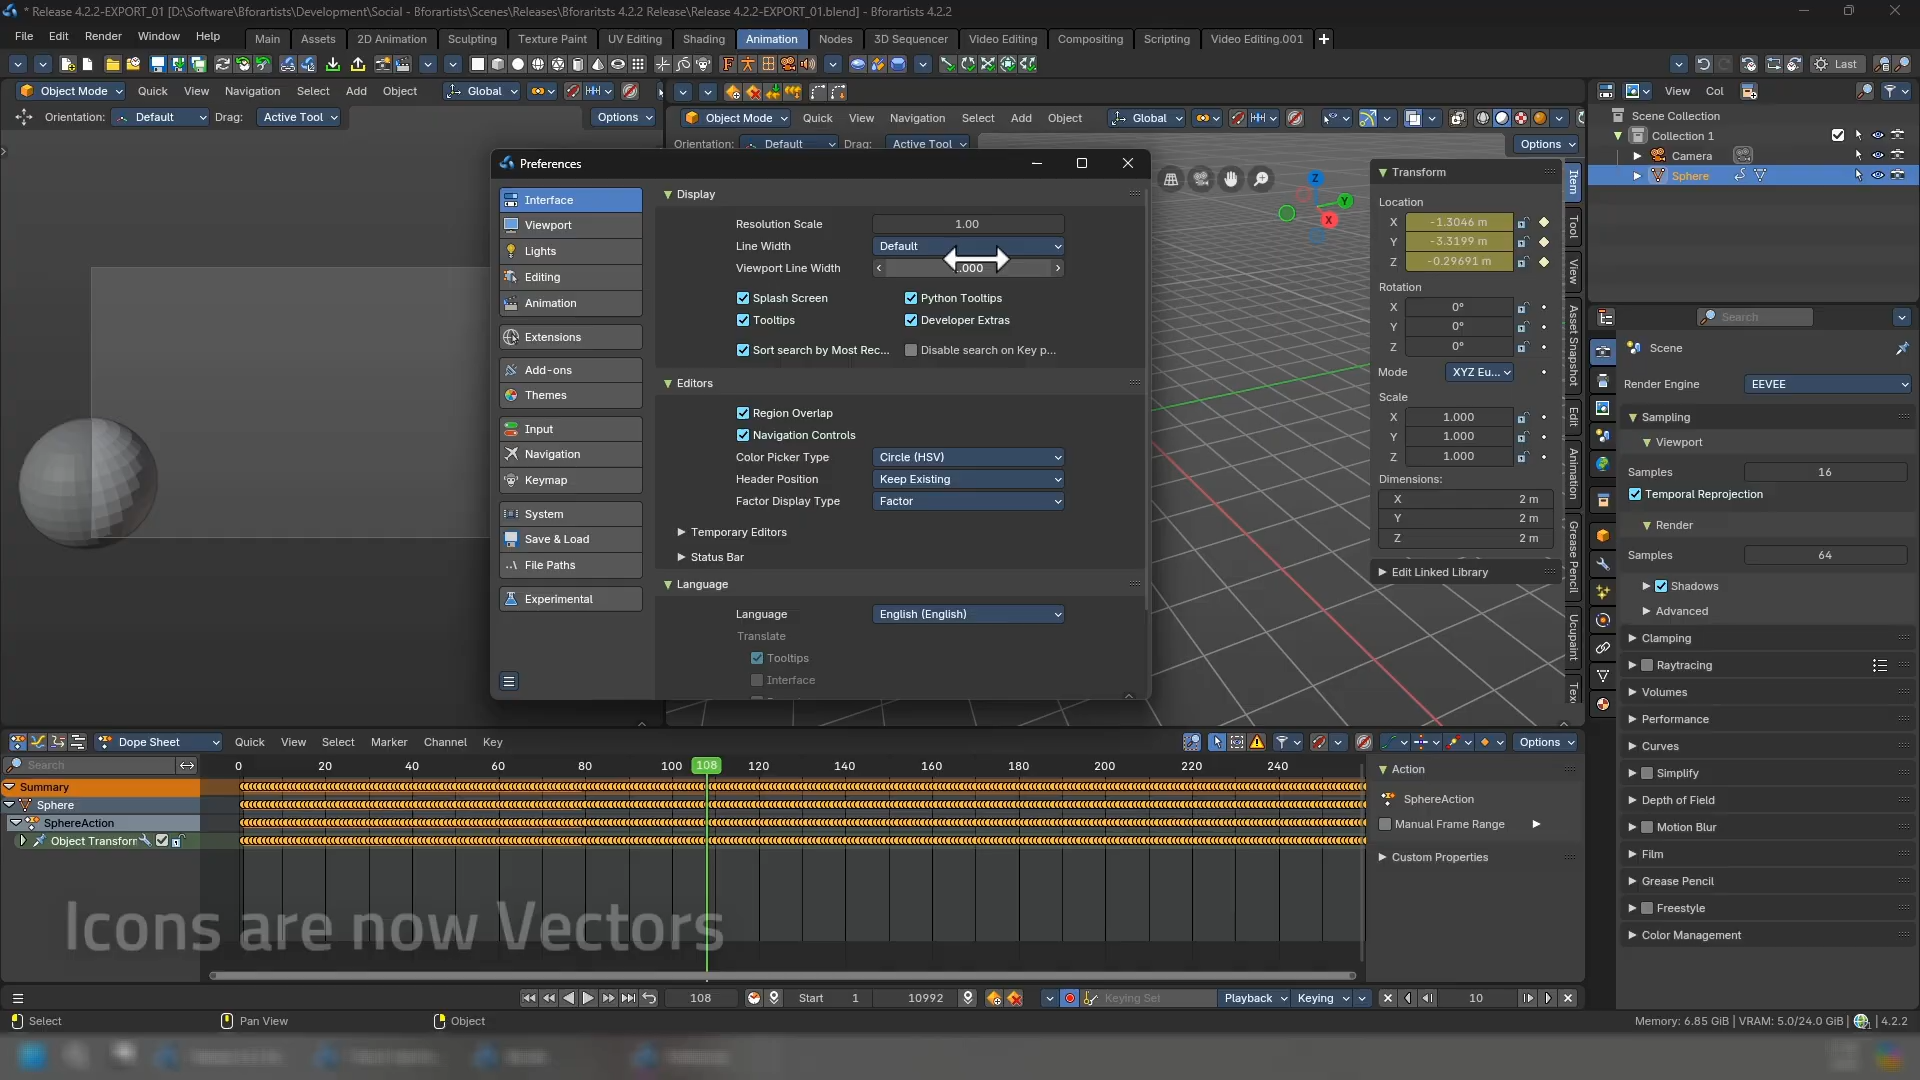 * Release 4.2.2-EXPORT_01 [D:\Software\Bforartists\Development\Social - Bforartists\Scenes\Releases\Bforaritsts 4.2.2 Release\Release 4.2.2-EXPORT_01.blend] - Bforartists 4.2.2
File Edit Render Window Help Main Assets 2D Animation Sculpting Texture Paint UV Editing Shading Animation Nodes 3D Sequencer Video Editing Compositing Scripting Video Editing.001 +
Last
Object Mode Quick View Navigation Select Add Object Global
Orientation: Default Drag: Active Tool Options
Object Mode Quick View Navigation Select Add Object Global
Orientation: Default Drag: Active Tool Options
Preferences
Interface
Viewport
Lights
Editing
Animation
Extensions
Add-ons
Themes
Input
Navigation
Keymap
System
Save & Load
File Paths
Experimental
Display
Resolution Scale 1.00
Line Width Default
Viewport Line Width .000
Splash Screen Python Tooltips
Tooltips Developer Extras
Sort search by Most Rec... Disable search on Key p...
Editors
Region Overlap
Navigation Controls
Color Picker Type Circle (HSV)
Header Position Keep Existing
Factor Display Type Factor
Temporary Editors
Status Bar
Language
Language English (English)
Translate
Tooltips
Interface
Z
Y
X
Transform
Location
X -1.3046 m
Y -3.3199 m
Z -0.29691 m
Rotation
X 0°
Y 0°
Z 0°
Mode XYZ Eu...
Scale
X 1.000
Y 1.000
Z 1.000
Dimensions:
X 2 m
Y 2 m
Z 2 m
Edit Linked Library
Item
Tool
View
Asset Snapshot
Edit
Animation
Grease Pencil
Ucupaint
Tex
View Col
Scene Collection
Collection 1
Camera
Sphere
Search
Scene
Render Engine EEVEE
Sampling
Viewport
Samples 16
Temporal Reprojection
Render
Samples 64
Shadows
Advanced
Clamping
Raytracing
Volumes
Performance
Curves
Simplify
Depth of Field
Motion Blur
Film
Grease Pencil
Freestyle
Color Management
Dope Sheet Quick View Select Marker Channel Key Options
Search
0 20 40 60 80 100 108 120 140 160 180 200 220 240
Summary
Sphere
SphereAction
Object Transforr
Action
SphereAction
Manual Frame Range
Custom Properties
Icons are now Vectors
108 Start 1 10992 Keying Set Playback Keying 10
Select Pan View Object Memory: 6.85 GiB | VRAM: 5.0/24.0 GiB | 1 | 4.2.2